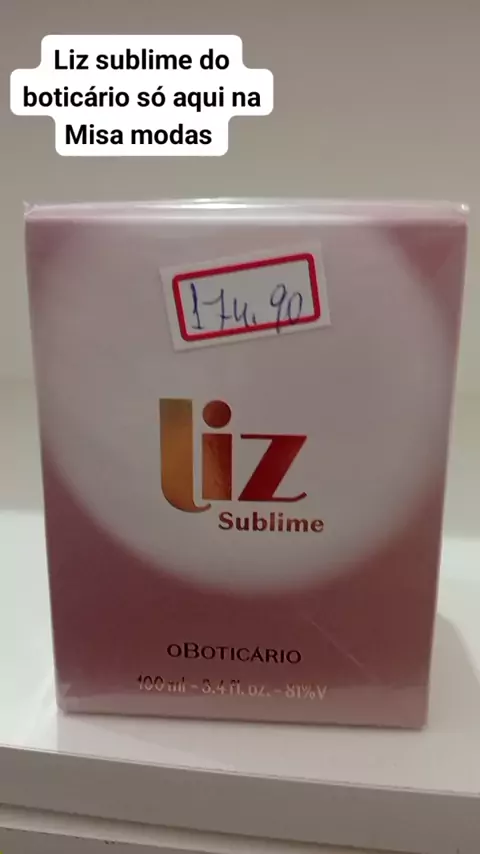 Liz sublime do
boticário só aqui na
Misa modas
174,90
Liz
Sublime
oBOTICÁRIO
100 ml - 3.4 fl. oz. - 81%V